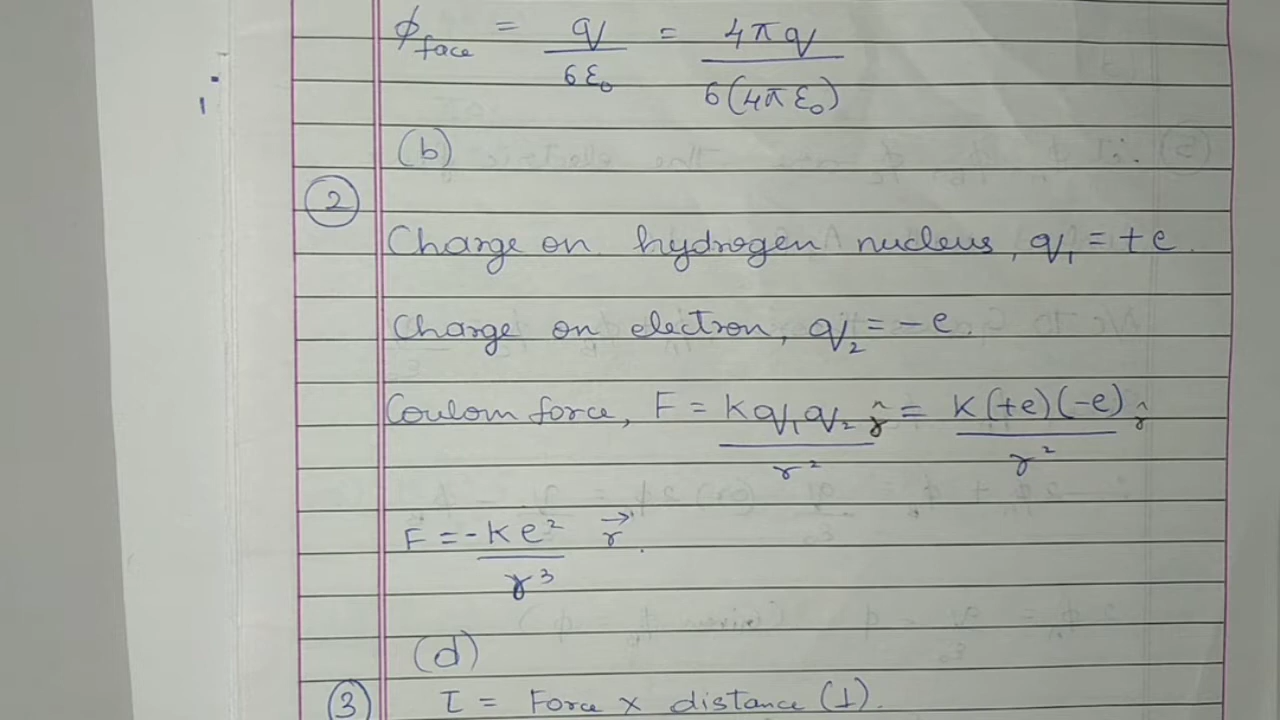 ϕ_face = q/6ε₀ = 4πq/6(4πε₀)
(b)
② Charge on hydrogen nucleus, q₁ = +e.
Charge on electron, q₂ = -e.
Coulom force, F = Kq₁q₂/r² r̂ = K(+e)(-e)/r² r̂
F = -Ke²/r³ r⃗.
(d)
③ τ = Force × distance (⊥).